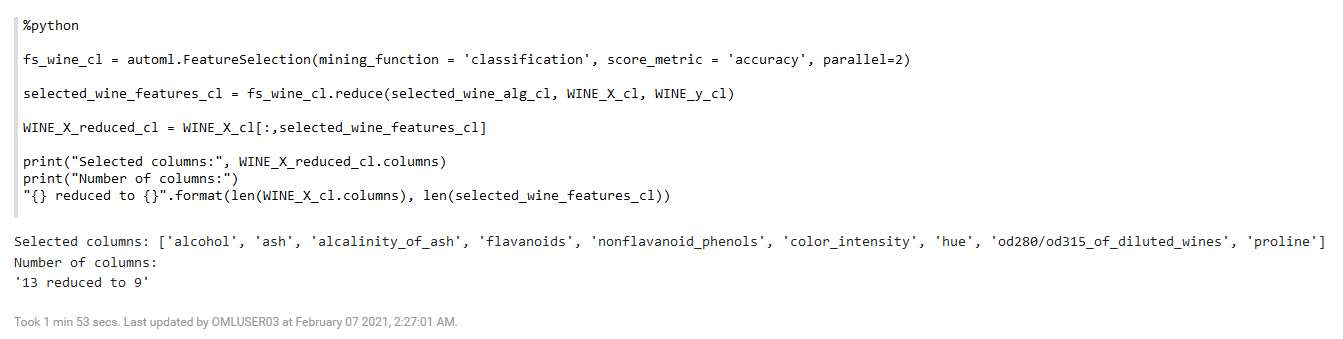 %python
fs_wine_cl = automl.FeatureSelection(mining_function = 'classification', score_metric = 'accuracy', parallel=2)
selected_wine_features_cl = fs_wine_cl.reduce(selected_wine_alg_cl, WINE_X_cl, WINE_y_cl)
WINE_X_reduced_cl = WINE_X_cl[:,selected_wine_features_cl]
print("Selected columns:", WINE_X_reduced_cl.columns)
print("Number of columns:")
"{} reduced to {}".format(len(WINE_X_cl.columns), len(selected_wine_features_cl))
Selected columns: ['alcohol', 'ash', 'alcalinity_of_ash', 'flavanoids', 'nonflavanoid_phenols', 'color_intensity', 'hue', 'od280/od315_of_diluted_wines', 'proline']
Number of columns:
'13 reduced to 9'
Took 1 min 53 secs. Last updated by OMLUSER03 at February 07 2021, 2:27:01 AM.